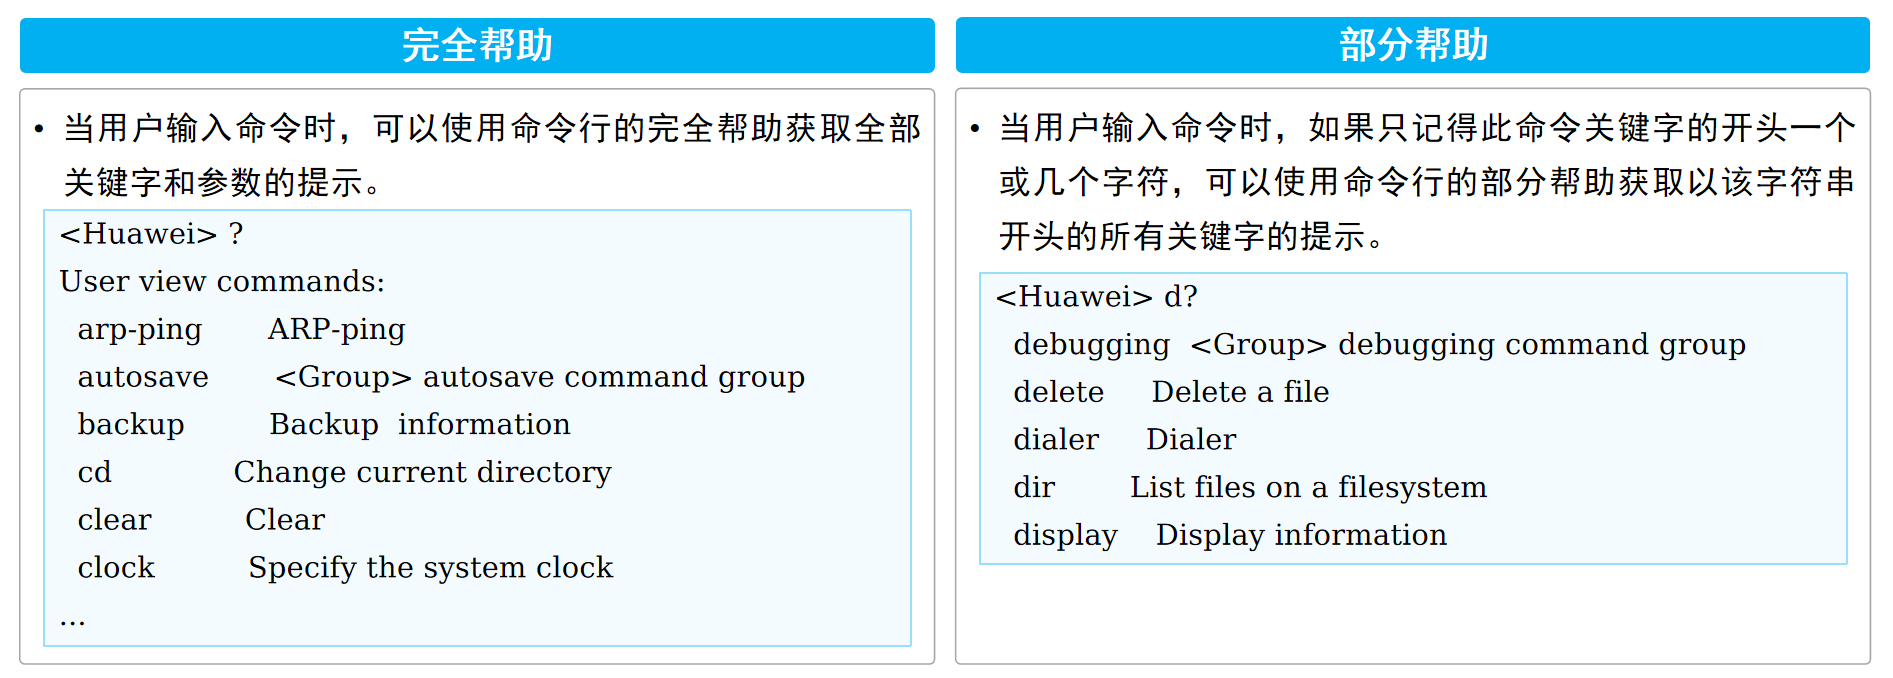 完全帮助
• 当用户输入命令时，可以使用命令行的完全帮助获取全部
关键字和参数的提示。
<Huawei> ?
User view commands:
arp-ping ARP-ping
autosave <Group> autosave command group
backup Backup information
cd Change current directory
clear Clear
clock Specify the system clock
...
部分帮助
• 当用户输入命令时，如果只记得此命令关键字的开头一个
或几个字符，可以使用命令行的部分帮助获取以该字符串
开头的所有关键字的提示。
<Huawei> d?
debugging <Group> debugging command group
delete Delete a file
dialer Dialer
dir List files on a filesystem
display Display information